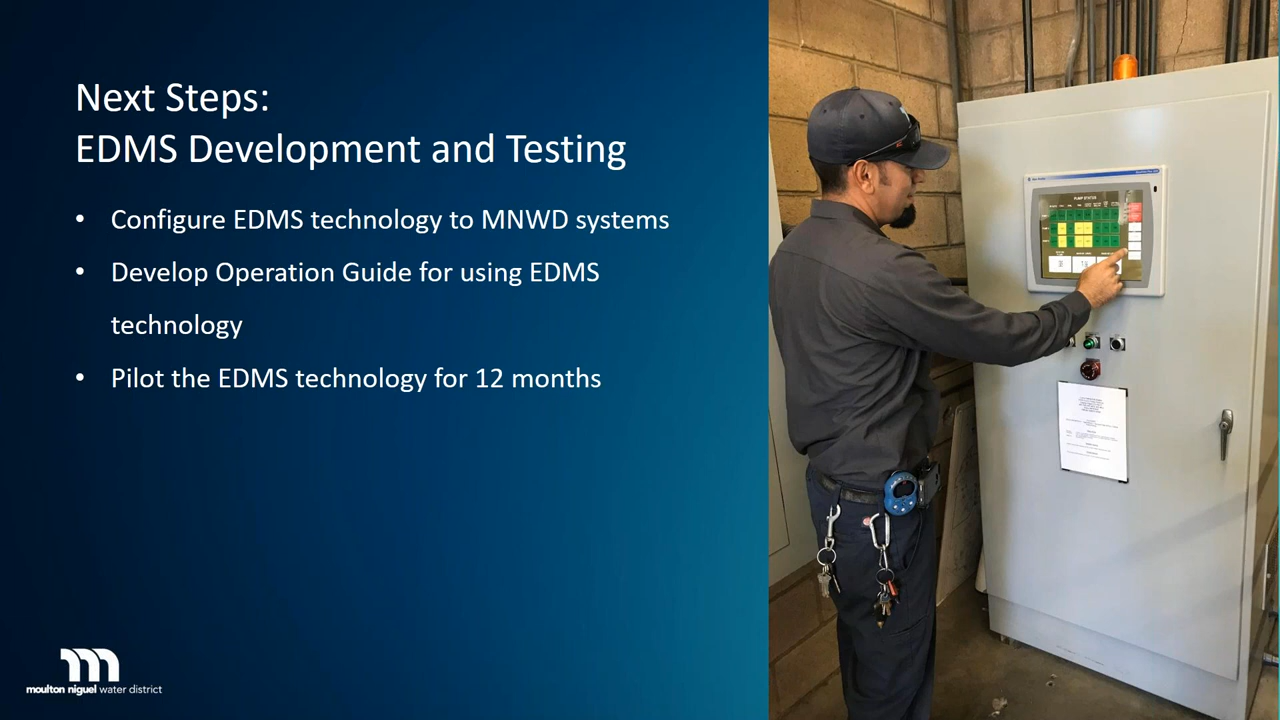 Next Steps:
EDMS Development and Testing
• Configure EDMS technology to MNWD systems
• Develop Operation Guide for using EDMS
technology
• Pilot the EDMS technology for 12 months
PUMP STATUS
moulton niguel water district